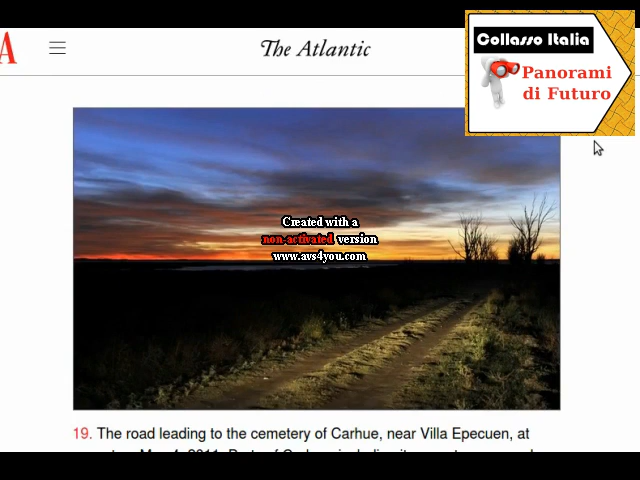 A
The Atlantic
Collasso Italia
Panorami
di Futuro
Created with a
non-activated version
www.avs4you.com
19. The road leading to the cemetery of Carhue, near Villa Epecuen, at